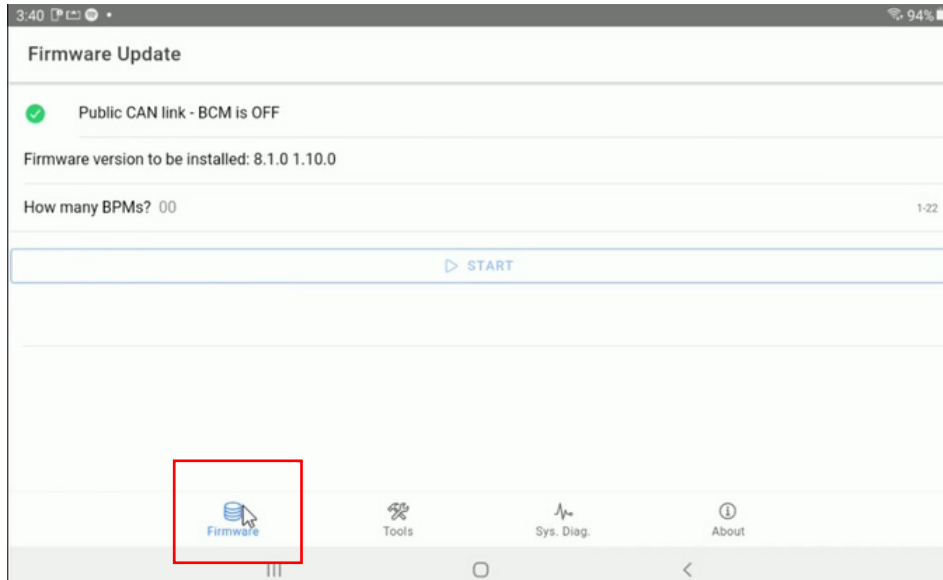 3:40 94%
Firmware Update
Public CAN link - BCM is OFF
Firmware version to be installed: 8.1.0 1.10.0
How many BPMs? 00 1-22
START
Firmware Tools Sys. Diag. About